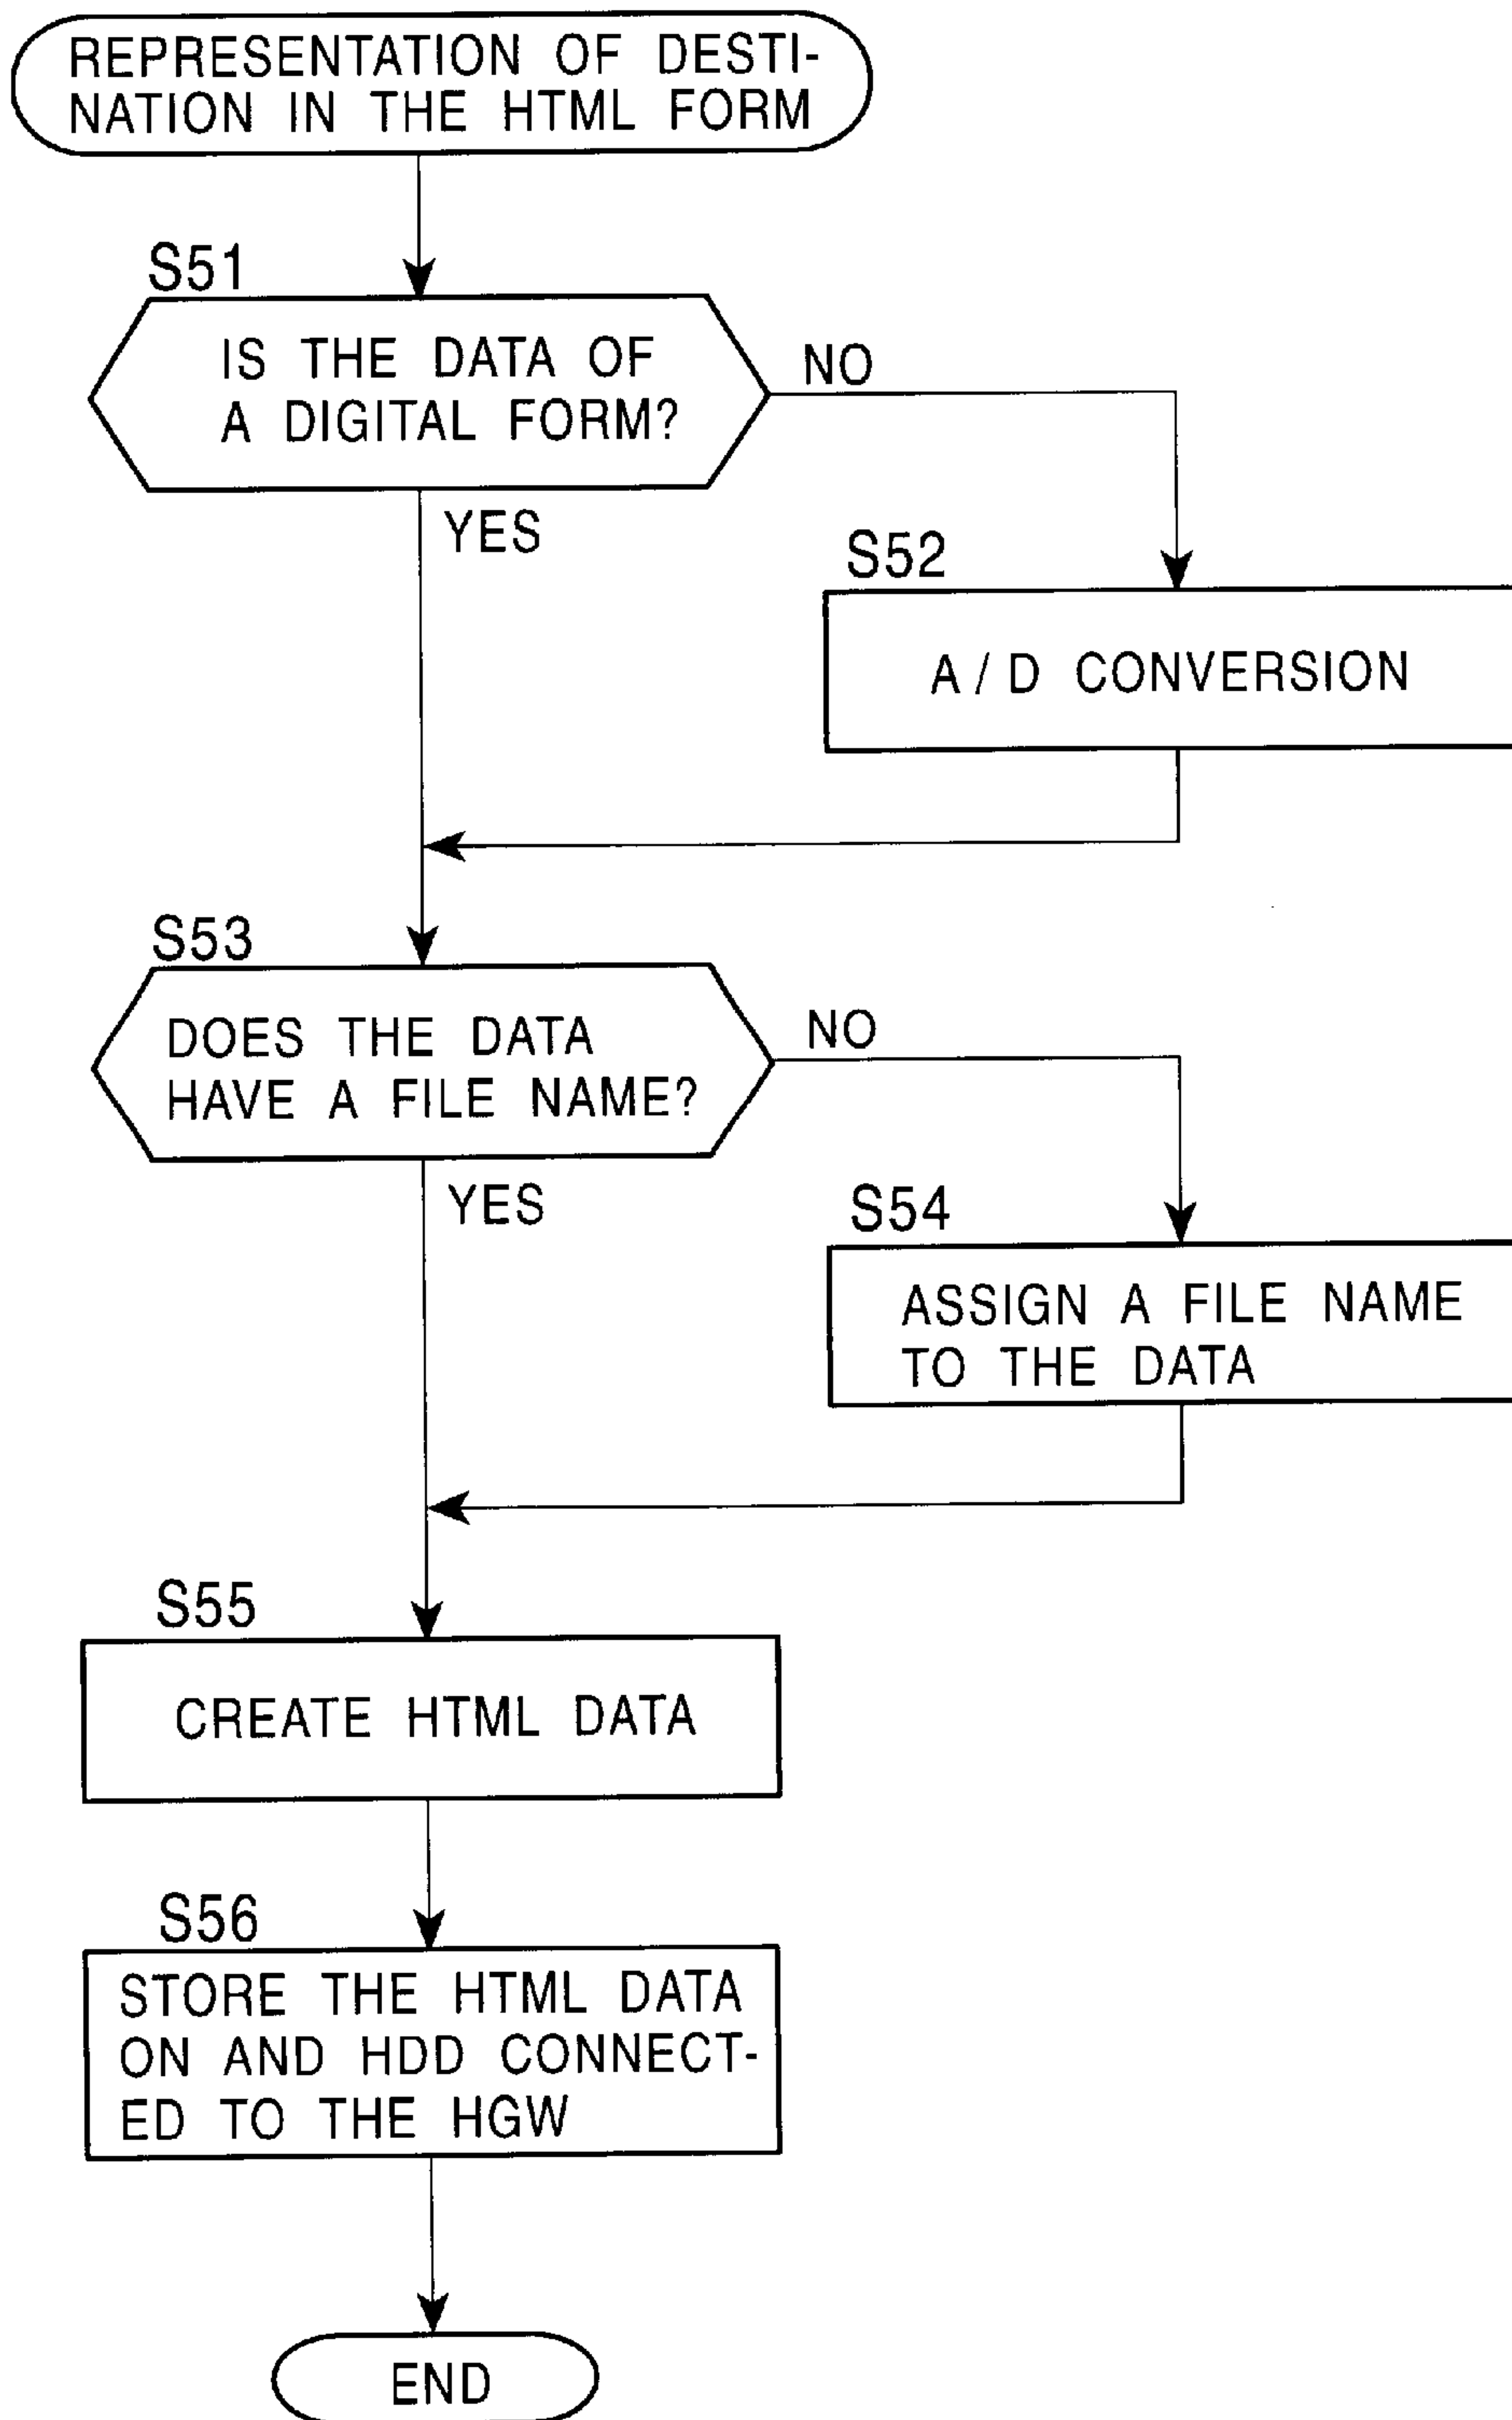 REPRESENTATION OF DESTI-
NATION IN THE HTML FORM
S51
IS THE DATA OF
A DIGITAL FORM?
NO
YES
S52
A/D CONVERSION
S53
DOES THE DATA
HAVE A FILE NAME?
NO
YES
S54
ASSIGN A FILE NAME
TO THE DATA
S55
CREATE HTML DATA
S56
STORE THE HTML DATA
ON AND HDD CONNECT-
ED TO THE HGW
END